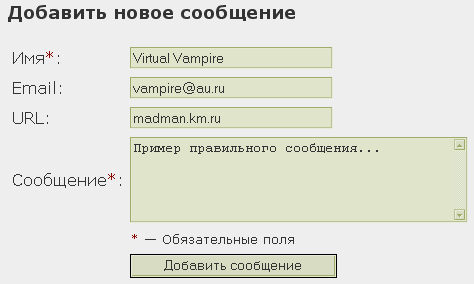 Добавить новое сообщение
Имя*: Virtual Vampire
Email: vampire@au.ru
URL: madman.km.ru
Пример правильного сообщения...
Сообщение*:
* — Обязательные поля
Добавить сообщение